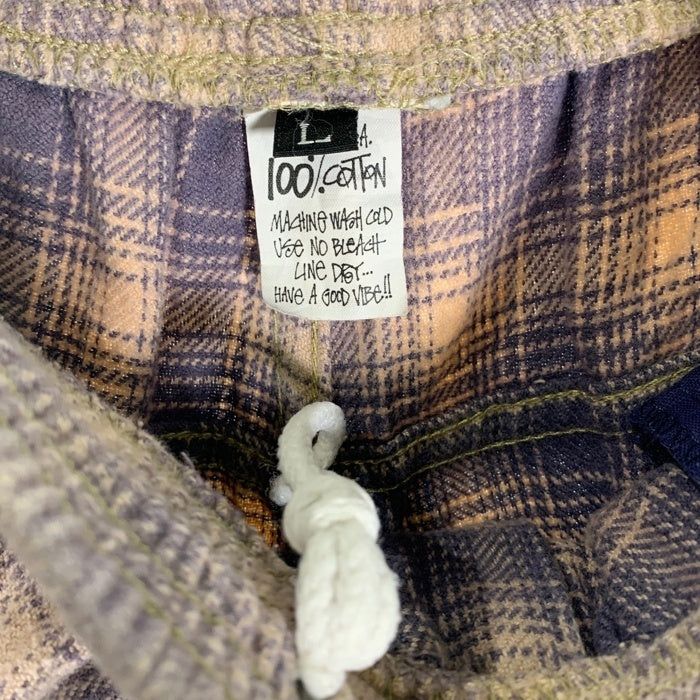 L
A.
100% COTTON
MACHINE WASH COLD
USE NO BLEACH
LINE DRY...
HAVE A GOOD VIBE!!